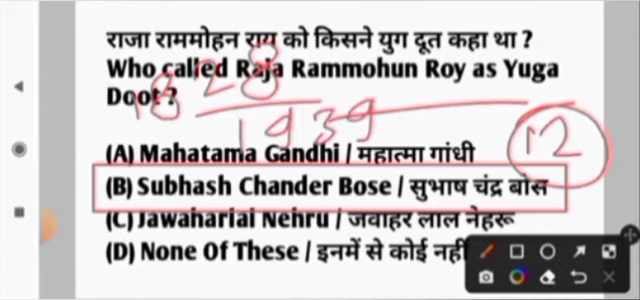 राजा राममोहन राय को किसने युग दूत कहा था ?
Who called Raja Rammohun Roy as Yuga
Doot ?
1828
1939
12
(A) Mahatama Gandhi / महात्मा गांधी
(B) Subhash Chander Bose / सुभाष चंद्र बोस
(C) Jawaharlal Nehru / जवाहर लाल नेहरू
(D) None Of These / इनमें से कोई नहीं